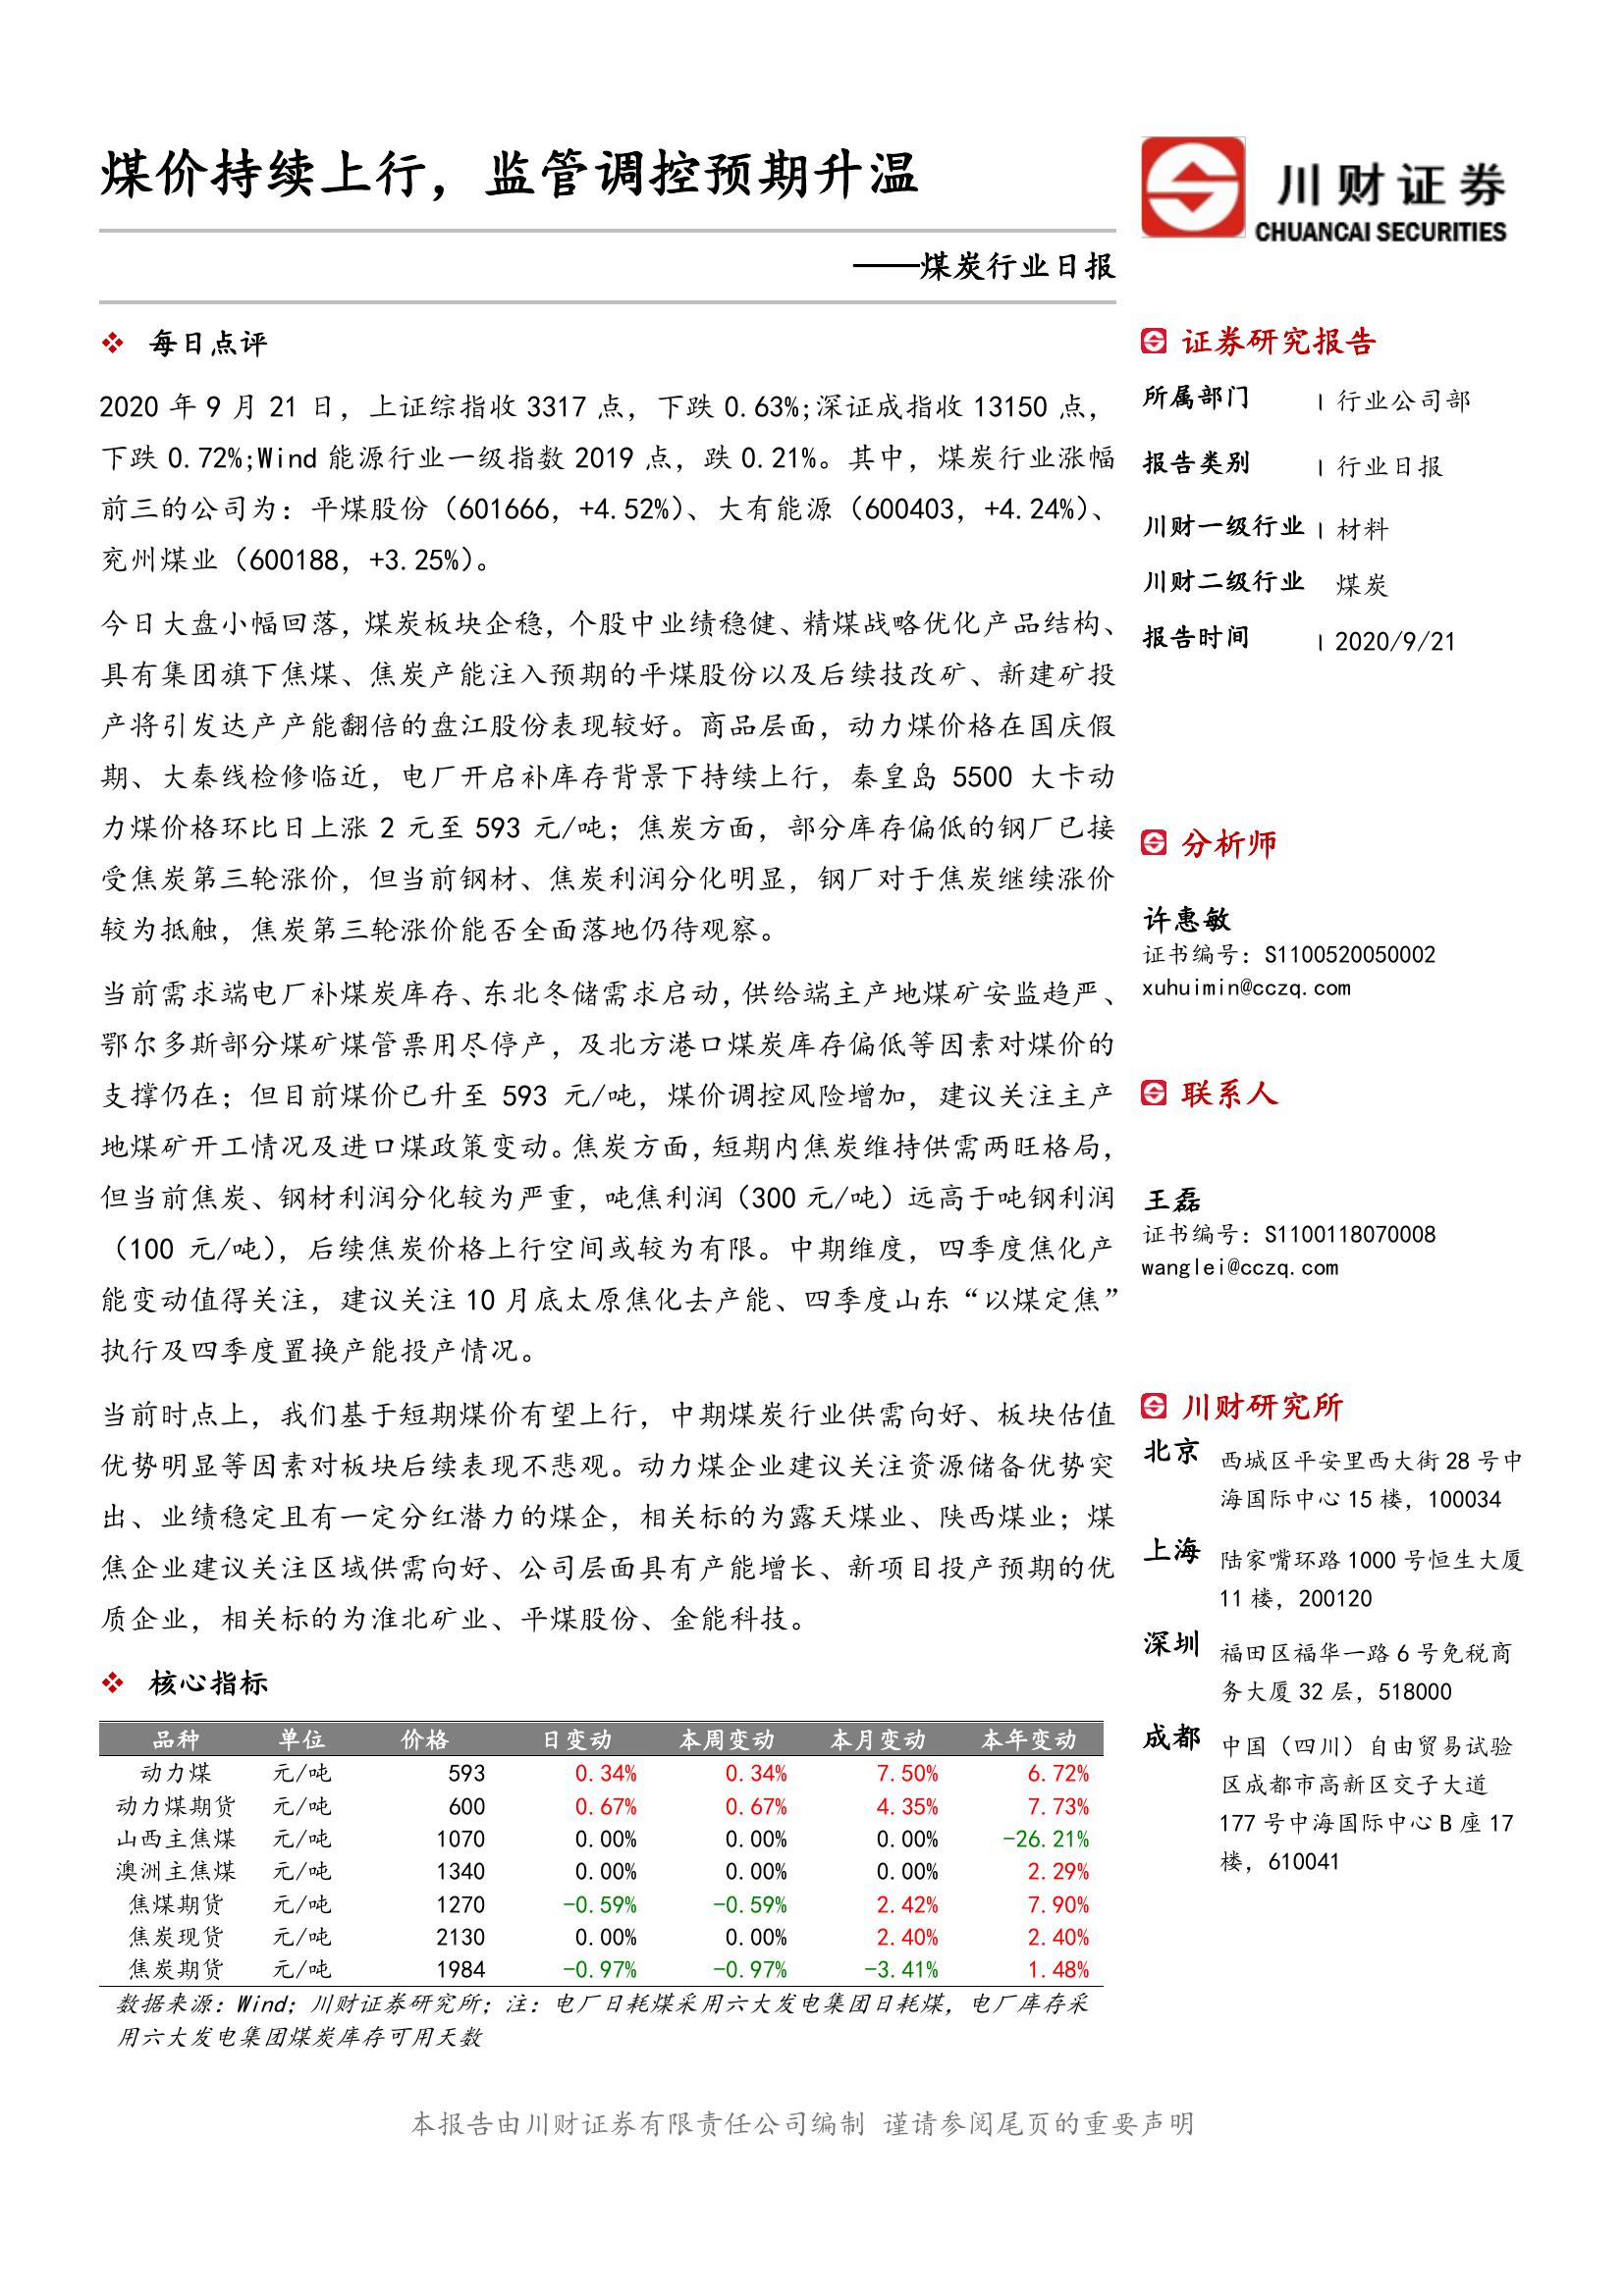 煤价持续上行，监管调控预期升温
川财证券
CHUANCAI SECURITIES
——煤炭行业日报
每日点评
2020 年 9 月 21 日，上证综指收 3317 点，下跌 0.63%;深证成指收 13150 点，
下跌 0.72%;Wind 能源行业一级指数 2019 点，跌 0.21%。其中，煤炭行业涨幅
前三的公司为：平煤股份（601666，+4.52%）、大有能源（600403，+4.24%）、
兖州煤业（600188，+3.25%）。
今日大盘小幅回落，煤炭板块企稳，个股中业绩稳健、精煤战略优化产品结构、
具有集团旗下焦煤、焦炭产能注入预期的平煤股份以及后续技改矿、新建矿投
产将引发达产产能翻倍的盘江股份表现较好。商品层面，动力煤价格在国庆假
期、大秦线检修临近，电厂开启补库存背景下持续上行，秦皇岛 5500 大卡动
力煤价格环比日上涨 2 元至 593 元/吨；焦炭方面，部分库存偏低的钢厂已接
受焦炭第三轮涨价，但当前钢材、焦炭利润分化明显，钢厂对于焦炭继续涨价
较为抵触，焦炭第三轮涨价能否全面落地仍待观察。
当前需求端电厂补煤炭库存、东北冬储需求启动，供给端主产地煤矿安监趋严、
鄂尔多斯部分煤矿煤管票用尽停产，及北方港口煤炭库存偏低等因素对煤价的
支撑仍在；但目前煤价已升至 593 元/吨，煤价调控风险增加，建议关注主产
地煤矿开工情况及进口煤政策变动。焦炭方面，短期内焦炭维持供需两旺格局，
但当前焦炭、钢材利润分化较为严重，吨焦利润（300 元/吨）远高于吨钢利润
（100 元/吨），后续焦炭价格上行空间或较为有限。中期维度，四季度焦化产
能变动值得关注，建议关注 10 月底太原焦化去产能、四季度山东“以煤定焦”
执行及四季度置换产能投产情况。
当前时点上，我们基于短期煤价有望上行，中期煤炭行业供需向好、板块估值
优势明显等因素对板块后续表现不悲观。动力煤企业建议关注资源储备优势突
出、业绩稳定且有一定分红潜力的煤企，相关标的为露天煤业、陕西煤业；煤
焦企业建议关注区域供需向好、公司层面具有产能增长、新项目投产预期的优
质企业，相关标的为淮北矿业、平煤股份、金能科技。
核心指标
品种 单位 价格 日变动 本周变动 本月变动 本年变动
动力煤 元/吨 593 0.34% 0.34% 7.50% 6.72%
动力煤期货 元/吨 600 0.67% 0.67% 4.35% 7.73%
山西主焦煤 元/吨 1070 0.00% 0.00% 0.00% -26.21%
澳洲主焦煤 元/吨 1340 0.00% 0.00% 0.00% 2.29%
焦煤期货 元/吨 1270 -0.59% -0.59% 2.42% 7.90%
焦炭现货 元/吨 2130 0.00% 0.00% 2.40% 2.40%
焦炭期货 元/吨 1984 -0.97% -0.97% -3.41% 1.48%
数据来源：Wind；川财证券研究所；注：电厂日耗煤采用六大发电集团日耗煤，电厂库存采
用六大发电集团煤炭库存可用天数
证券研究报告
所属部门 | 行业公司部
报告类别 | 行业日报
川财一级行业 | 材料
川财二级行业 煤炭
报告时间 | 2020/9/21
分析师
许惠敏
证书编号：S1100520050002
xuhuimin@cczq.com
联系人
王磊
证书编号：S1100118070008
wanglei@cczq.com
川财研究所
北京 西城区平安里西大街 28 号中
海国际中心 15 楼，100034
上海 陆家嘴环路 1000 号恒生大厦
11 楼，200120
深圳 福田区福华一路 6 号免税商
务大厦 32 层，518000
成都 中国（四川）自由贸易试验
区成都市高新区交子大道
177 号中海国际中心 B 座 17
楼，610041
本报告由川财证券有限责任公司编制 谨请参阅尾页的重要声明